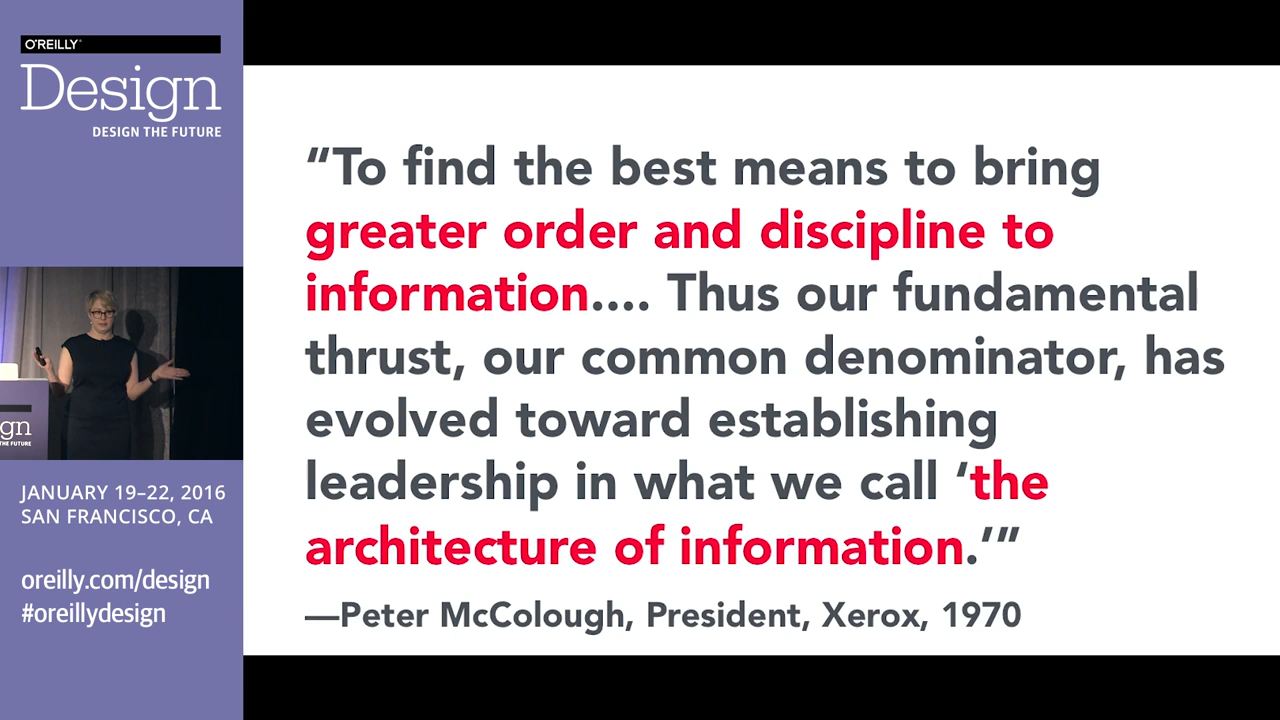 O'REILLY®
Design
DESIGN THE FUTURE
“To find the best means to bring
greater order and discipline to
information.... Thus our fundamental
thrust, our common denominator, has
evolved toward establishing
leadership in what we call ‘the
architecture of information.’”
—Peter McColough, President, Xerox, 1970
ign
THE FUTURE
JANUARY 19–22, 2016
SAN FRANCISCO, CA
oreilly.com/design
#oreillydesign